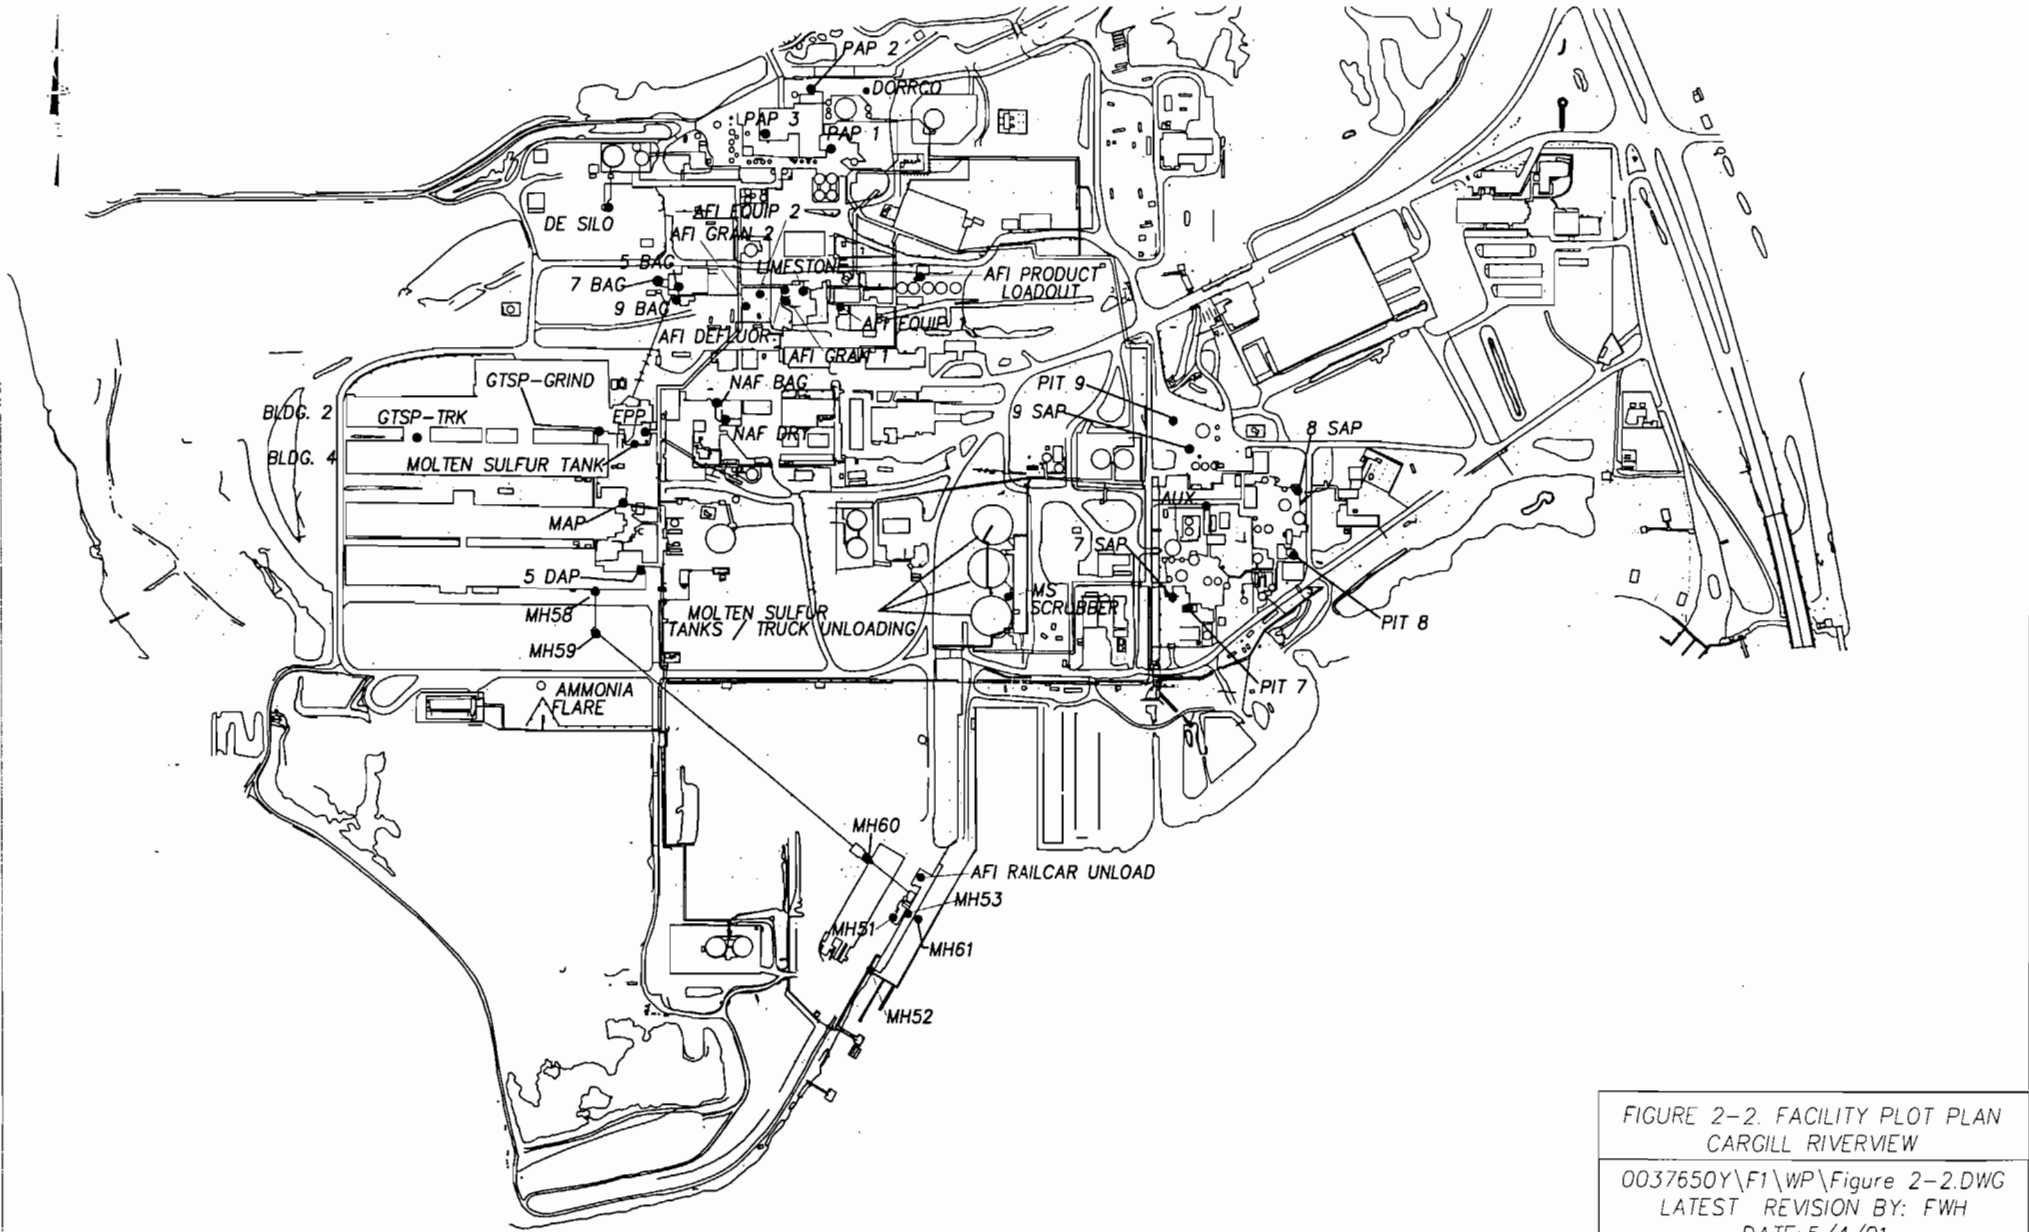 PAP 2
DORRCO
PAP 3
PAP 1
DE SILO
AFI EQUIP 2
AFI GRAN 2
5 BAG
LIMESTONE
7 BAG
AFI PRODUCT
LOADOUT
9 BAG
AFI EQUIP 1
AFI DEFLUOR
AFI GRAN 1
GTSP-GRIND
NAF BAG
PIT 9
BLDG. 2
GTSP-TRK
EPP
9 SAP
NAF DRY
8 SAP
BLDG. 4
MOLTEN SULFUR TANK
AUX
MAP
7 SAP
5 DAP
MS
SCRUBBER
MH58
MOLTEN SULFUR
TANKS / TRUCK UNLOADING
PIT 8
MH59
AMMONIA
FLARE
PIT 7
MH60
AFI RAILCAR UNLOAD
MH53
MH51
MH61
MH52
FIGURE 2-2. FACILITY PLOT PLAN
CARGILL RIVERVIEW
0037650Y\F1\WP\Figure 2-2.DWG
LATEST REVISION BY: FWH
DATE: 5/4/01